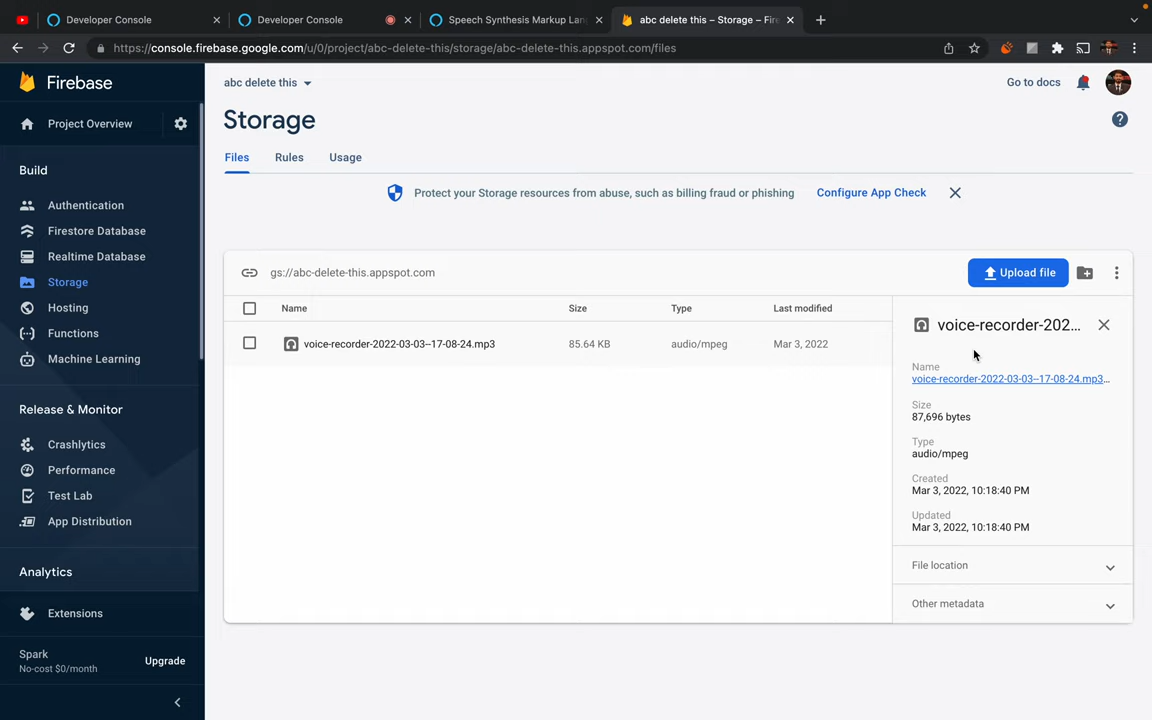 Developer Console
Developer Console
Speech Synthesis Markup Lan
abc delete this – Storage – Fire
https://console.firebase.google.com/u/0/project/abc-delete-this/storage/abc-delete-this.appspot.com/files
Firebase
abc delete this
Go to docs
Project Overview
Storage
Files
Rules
Usage
Build
Protect your Storage resources from abuse, such as billing fraud or phishing
Configure App Check
Authentication
Firestore Database
Realtime Database
Storage
Hosting
Functions
Machine Learning
Release & Monitor
Crashlytics
Performance
Test Lab
App Distribution
Analytics
Extensions
Spark
No-cost $0/month
Upgrade
gs://abc-delete-this.appspot.com
Upload file
Name
Size
Type
Last modified
voice-recorder-2022-03-03--17-08-24.mp3
85.64 KB
audio/mpeg
Mar 3, 2022
voice-recorder-202...
Name
voice-recorder-2022-03-03--17-08-24.mp3...
Size
87,696 bytes
Type
audio/mpeg
Created
Mar 3, 2022, 10:18:40 PM
Updated
Mar 3, 2022, 10:18:40 PM
File location
Other metadata